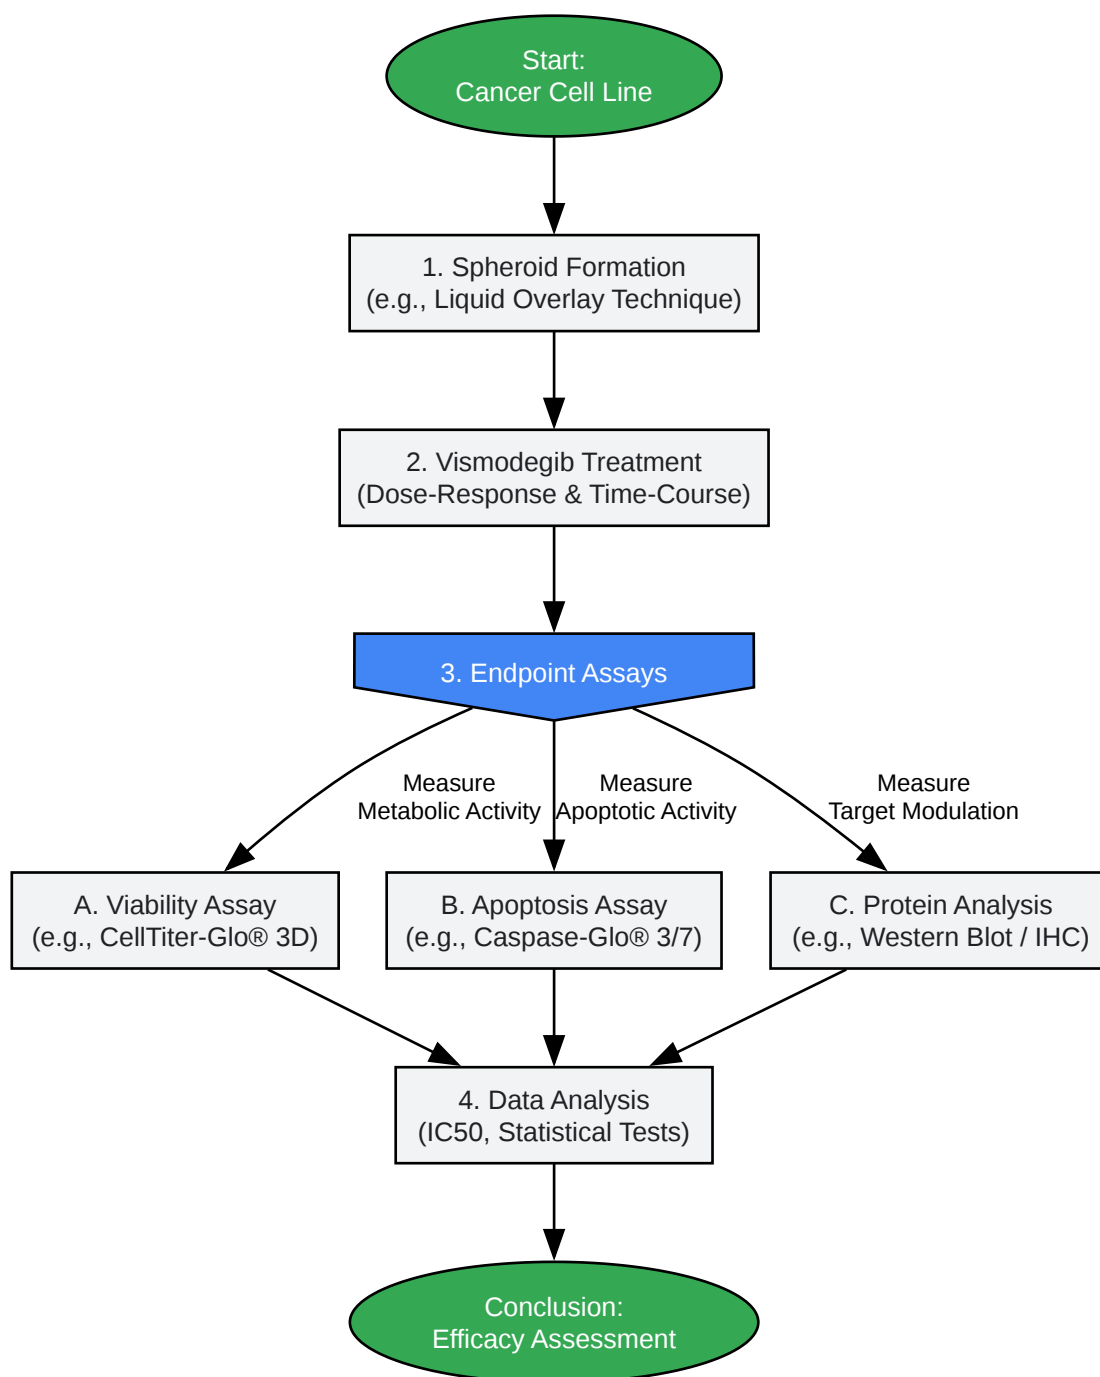 Start:
Cancer Cell Line
1. Spheroid Formation
(e.g., Liquid Overlay Technique)
2. Vismodegib Treatment
(Dose-Response & Time-Course)
3. Endpoint Assays
Measure
Metabolic Activity
Measure
Apoptotic Activity
Measure
Target Modulation
A. Viability Assay
(e.g., CellTiter-Glo® 3D)
B. Apoptosis Assay
(e.g., Caspase-Glo® 3/7)
C. Protein Analysis
(e.g., Western Blot / IHC)
4. Data Analysis
(IC50, Statistical Tests)
Conclusion:
Efficacy Assessment